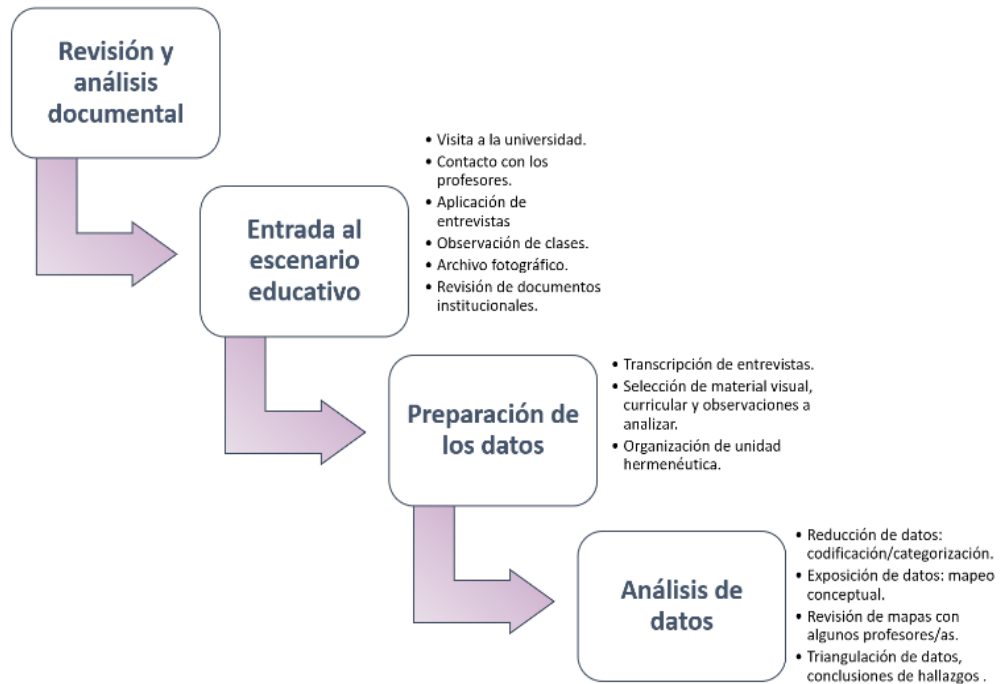 Revisión y
análisis
documental
Entrada al
escenario
educativo
• Visita a la universidad.
• Contacto con los
profesores.
• Aplicación de
entrevistas
• Observación de clases.
• Archivo fotográfico.
• Revisión de documentos
institucionales.
Preparación de
los datos
• Transcripción de entrevistas.
• Selección de material visual,
curricular y observaciones a
analizar.
• Organización de unidad
hermenéutica.
Análisis de
datos
• Reducción de datos:
codificación/categorización.
• Exposición de datos: mapeo
conceptual.
• Revisión de mapas con
algunos profesores/as.
• Triangulación de datos,
conclusiones de hallazgos .